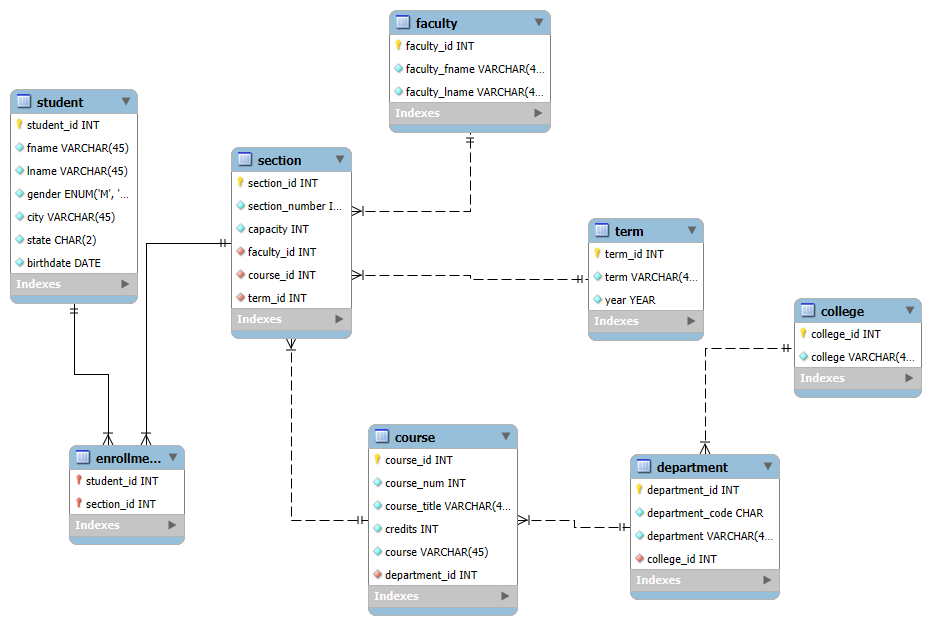 faculty
faculty_id INT
faculty_fname VARCHAR(4...
faculty_lname VARCHAR(4...
Indexes
student
student_id INT
fname VARCHAR(45)
lname VARCHAR(45)
gender ENUM('M', '...
city VARCHAR(45)
state CHAR(2)
birthdate DATE
Indexes
section
section_id INT
section_number I...
capacity INT
faculty_id INT
course_id INT
term_id INT
Indexes
term
term_id INT
term VARCHAR(4...
year YEAR
Indexes
college
college_id INT
college VARCHAR(4...
Indexes
enrollme...
student_id INT
section_id INT
Indexes
course
course_id INT
course_num INT
course_title VARCHAR(4...
credits INT
course VARCHAR(45)
department_id INT
Indexes
department
department_id INT
department_code CHAR
department VARCHAR(4...
college_id INT
Indexes